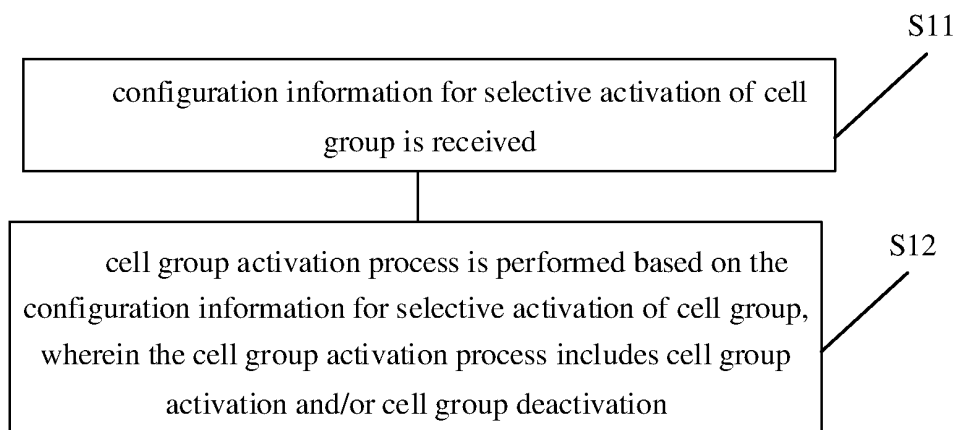 S11
configuration information for selective activation of cell
group is received
S12
cell group activation process is performed based on the
configuration information for selective activation of cell group,
wherein the cell group activation process includes cell group
activation and/or cell group deactivation